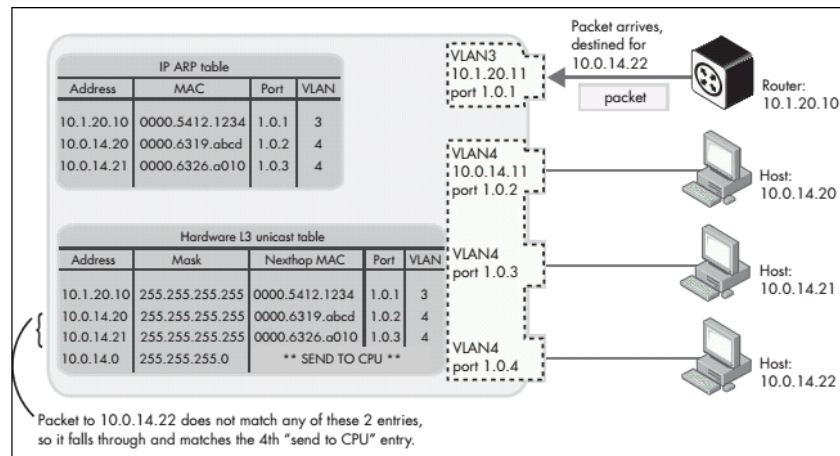 Packet arrives,
destined for
10.0.14.22
packet
Router:
10.1.20.10
VLAN3
10.1.20.11
port 1.0.1
IP ARP table
Address MAC Port VLAN
10.1.20.10 0000.5412.1234 1.0.1 3
10.0.14.20 0000.6319.abcd 1.0.2 4
10.0.14.21 0000.6326.a010 1.0.3 4
VLAN4
10.0.14.11
port 1.0.2
Host:
10.0.14.20
Hardware L3 unicast table
Address Mask Nexthop MAC Port VLAN
10.1.20.10 255.255.255.255 0000.5412.1234 1.0.1 3
10.0.14.20 255.255.255.255 0000.6319.abcd 1.0.2 4
10.0.14.21 255.255.255.255 0000.6326.a010 1.0.3 4
10.0.14.0 255.255.255.0 ** SEND TO CPU **
VLAN4
port 1.0.3
Host:
10.0.14.21
VLAN4
port 1.0.4
Host:
10.0.14.22
Packet to 10.0.14.22 does not match any of these 2 entries,
so it falls through and matches the 4th “send to CPU” entry.